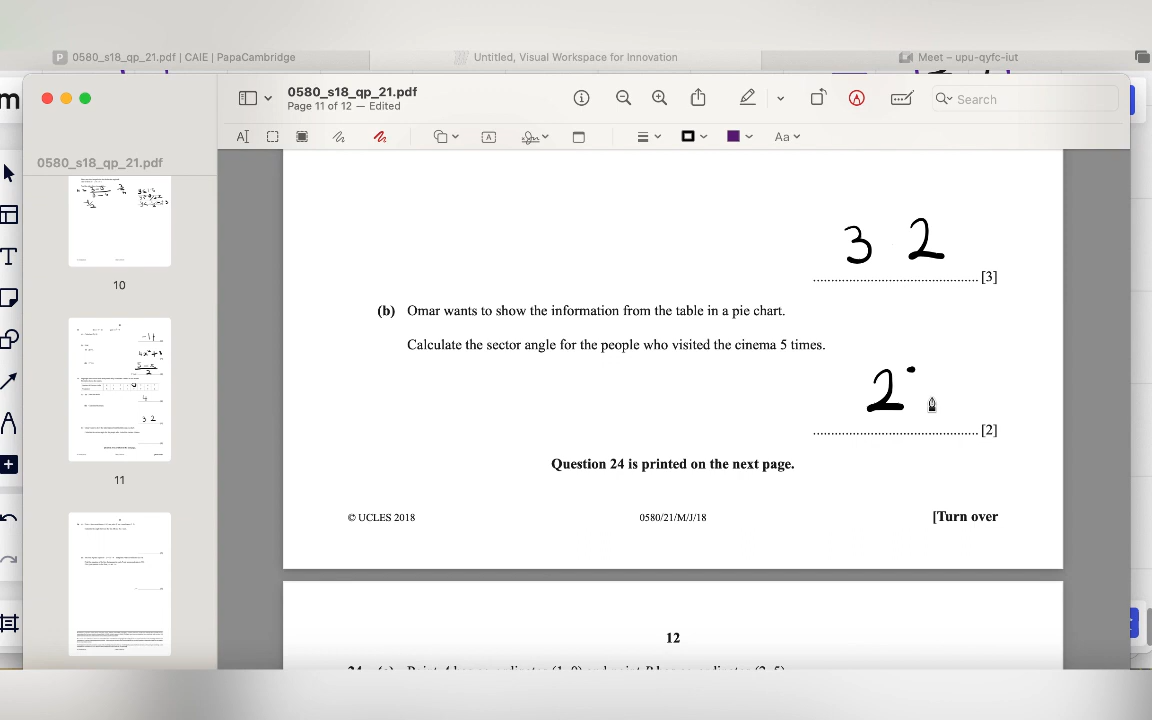 0580_s18_qp_21.pdf | CAIE | PapaCambridge
Untitled, Visual Workspace for Innovation
Meet – upu-qyfc-iut
m
0580_s18_qp_21.pdf
Page 11 of 12 — Edited
Search
Aa
0580_s18_qp_21.pdf
10
11
3 2
[3]
(b) Omar wants to show the information from the table in a pie chart.
Calculate the sector angle for the people who visited the cinema 5 times.
2
[2]
Question 24 is printed on the next page.
© UCLES 2018
0580/21/M/J/18
[Turn over
12